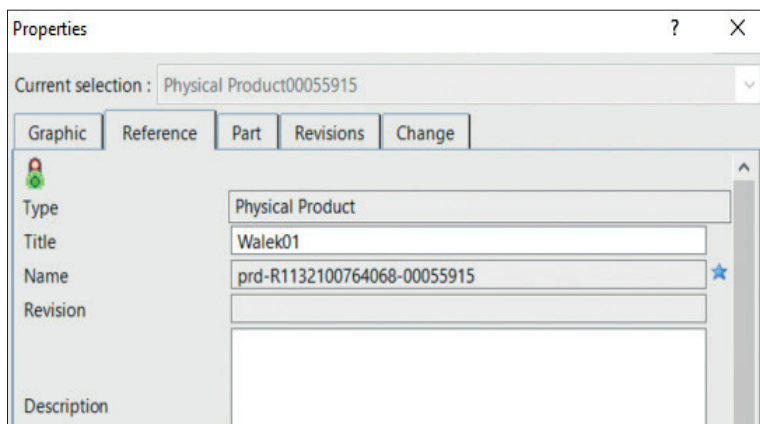 Properties ? X
Current selection : Physical Product00055915
Graphic Reference Part Revisions Change
Type Physical Product
Title Walek01
Name prd-R1132100764068-00055915
Revision
Description